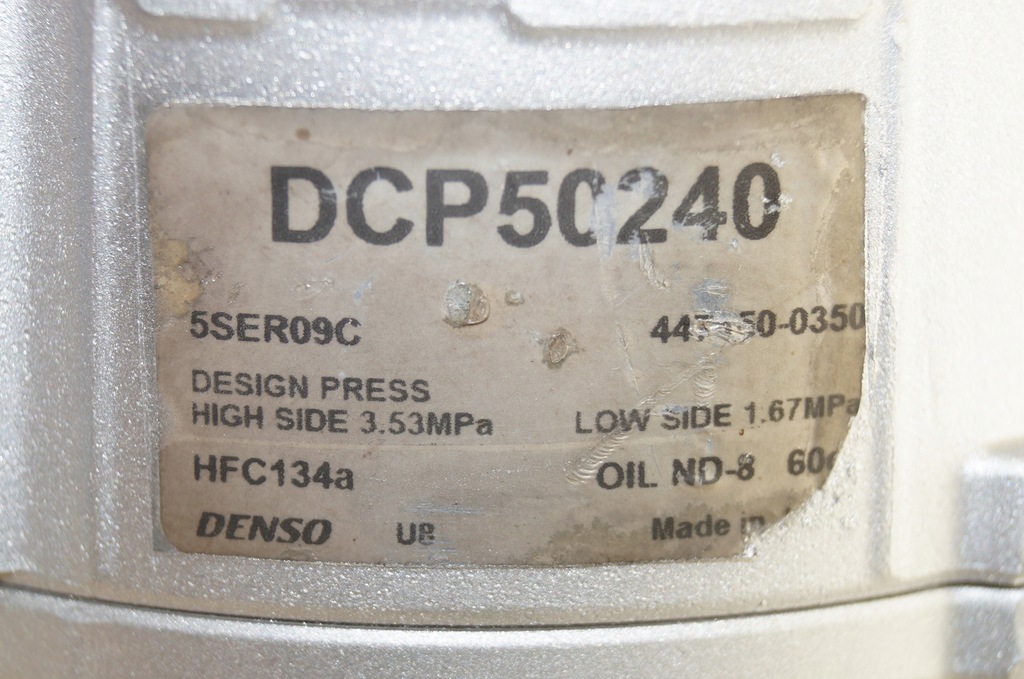 DCP50240
5SER09C
DESIGN PRESS
HIGH SIDE 3.53MPa LOW SIDE 1.67MPa
HFC134a OIL ND-8
DENSO Made in